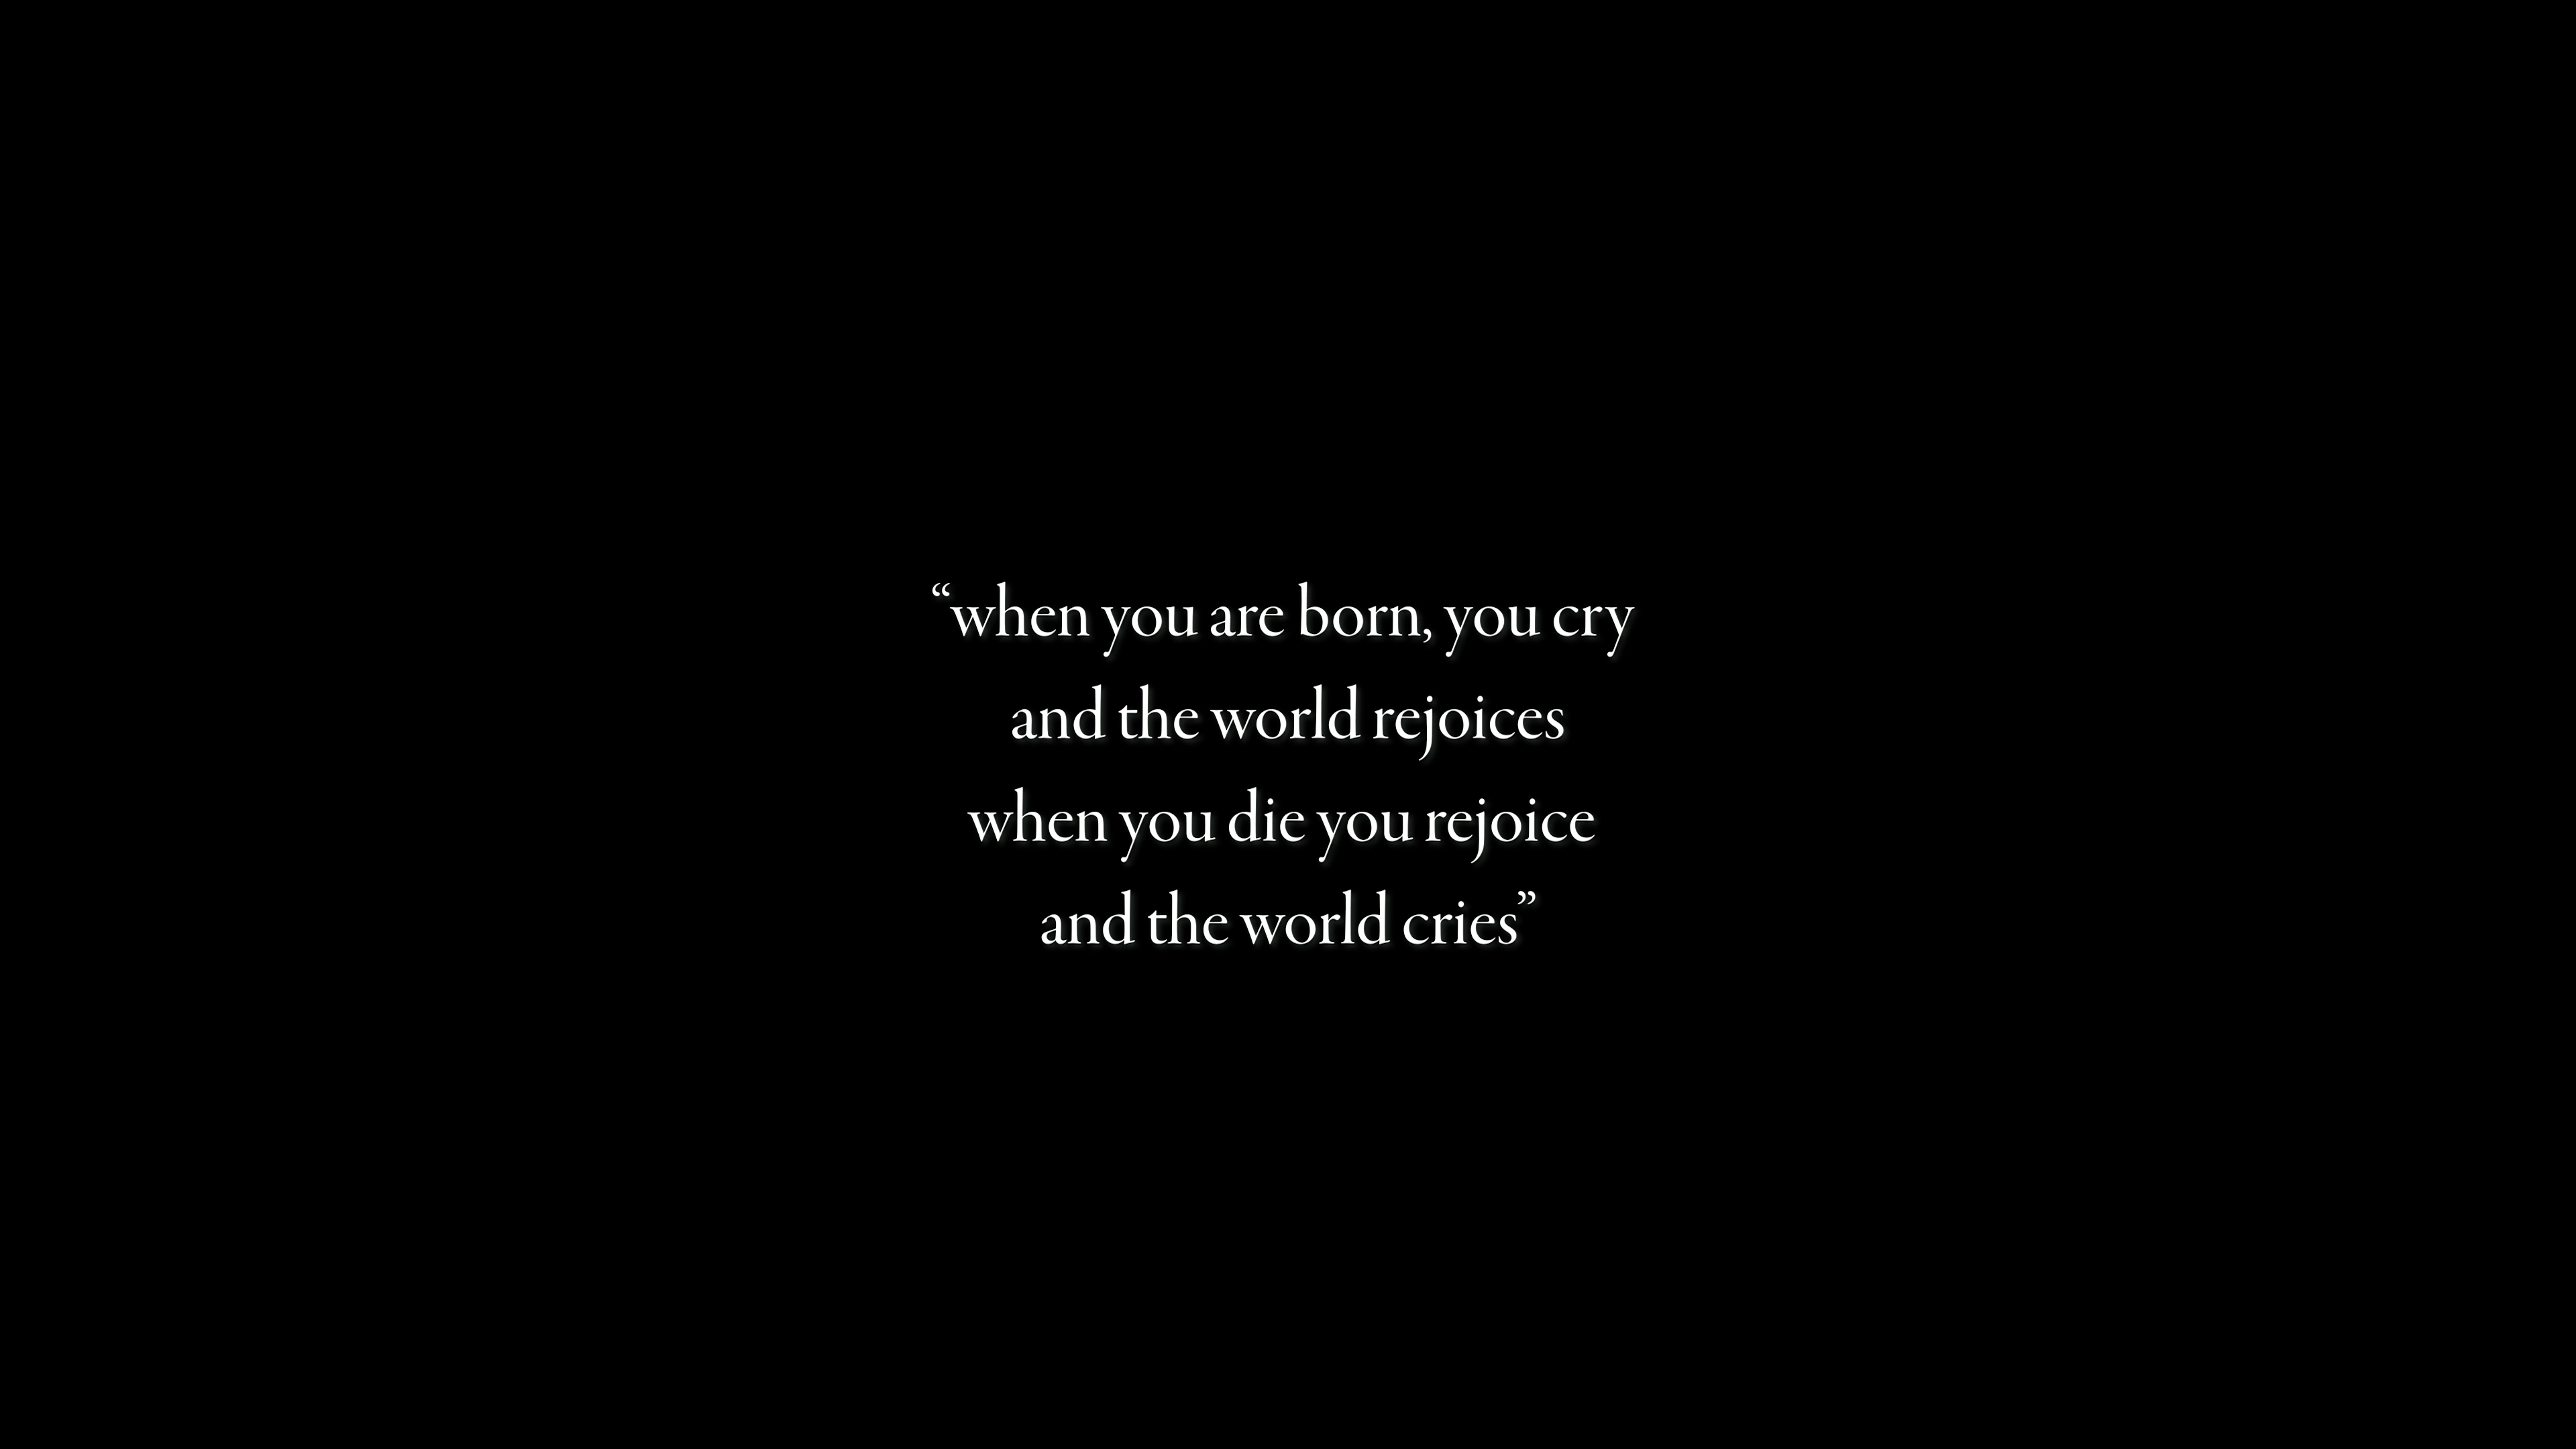 “when you are born, you cry
and the world rejoices
when you die you rejoice
and the world cries”